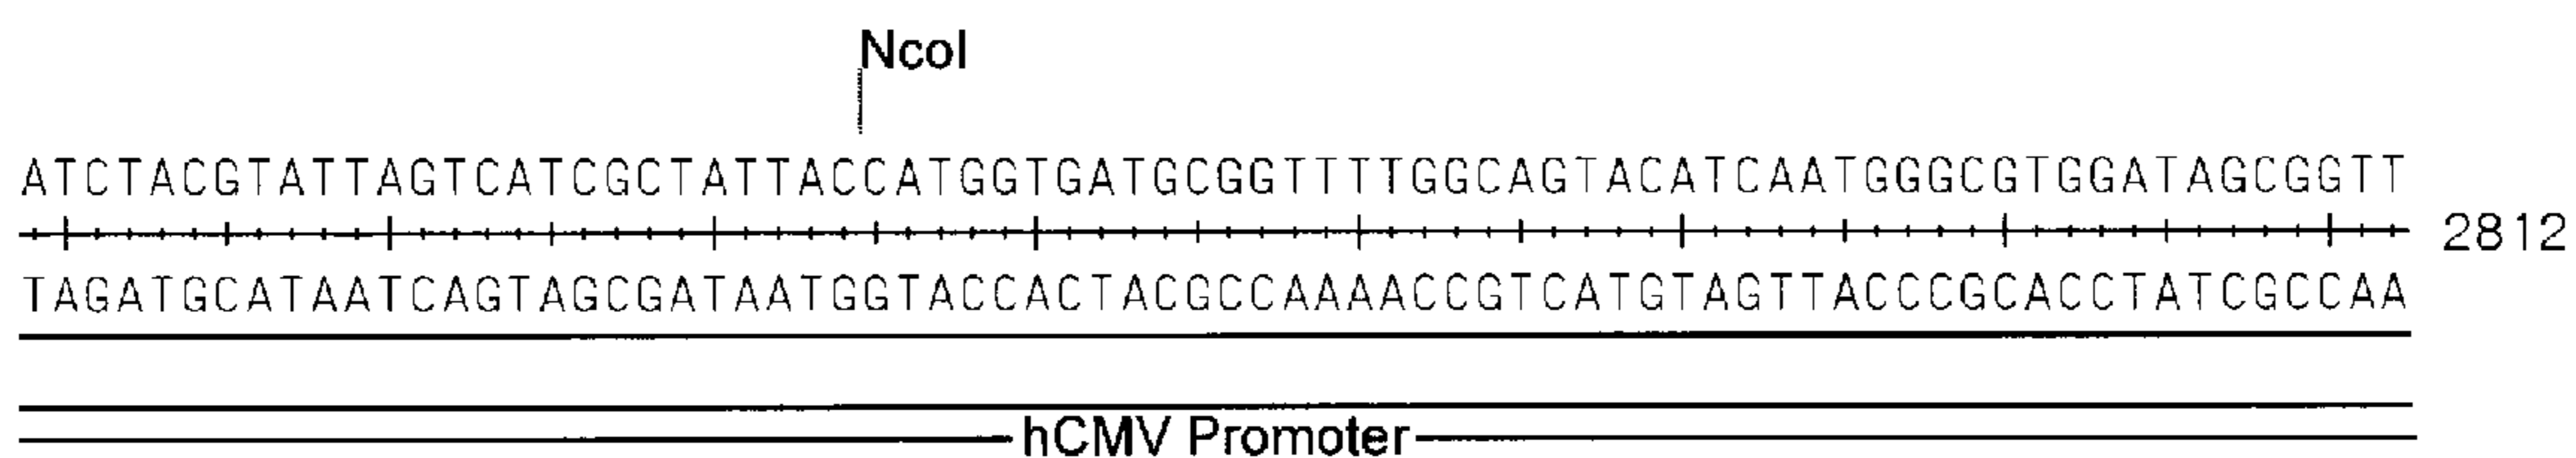 NcoI
ATCTACGTATTAGTCATCGCTATTACCATGGTGATGCGGTTTTGGCAGTACATCAATGGGCGTGGATAGCGGTT
2812
TAGATGCATAATCAGTAGCGATAATGGTACCACTACGCCAAAACCGTCATGTAGTTACCCGCACCTATCGCCAA
hCMV Promoter